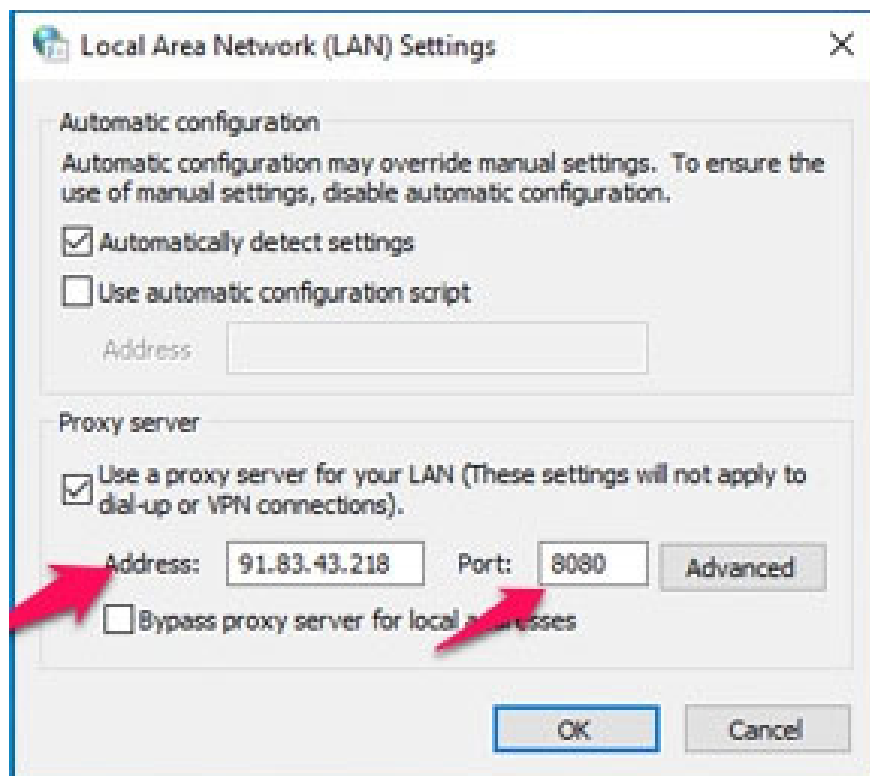 Local Area Network (LAN) Settings
Automatic configuration
Automatic configuration may override manual settings. To ensure the
use of manual settings, disable automatic configuration.
Automatically detect settings
Use automatic configuration script
Address
Proxy server
Use a proxy server for your LAN (These settings will not apply to
dial-up or VPN connections).
Address: 91.83.43.218 Port: 8080 Advanced
Bypass proxy server for local addresses
OK Cancel